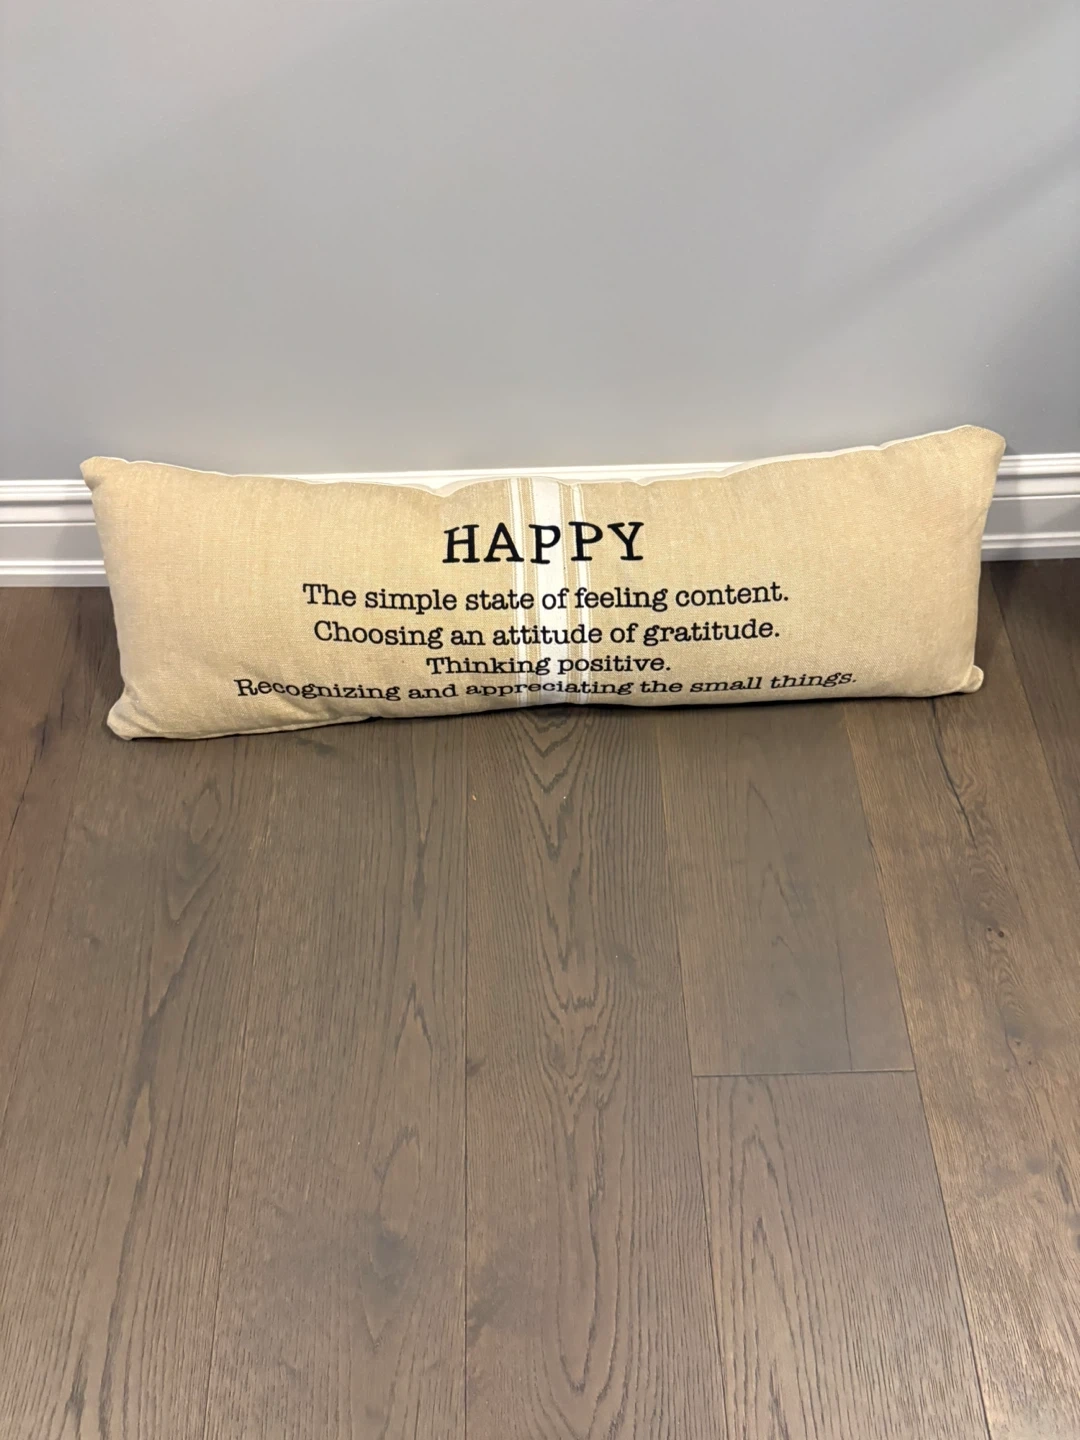 HAPPY
The simple state of feeling content.
Choosing an attitude of gratitude.
Thinking positive.
Recognizing and appreciating the small things.